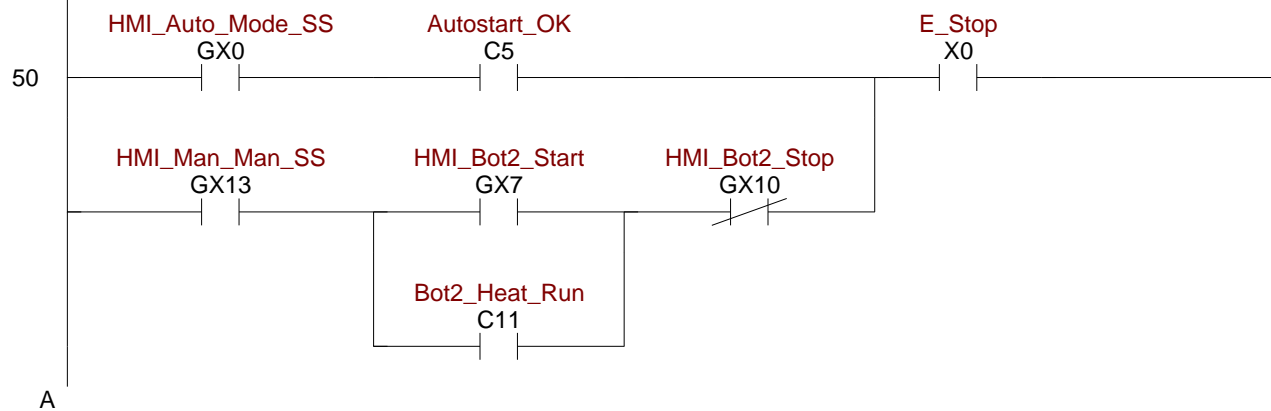 HMI_Auto_Mode_SS Autostart_OK E_Stop
GX0 C5 X0
50
HMI_Man_Man_SS HMI_Bot2_Start HMI_Bot2_Stop
GX13 GX7 GX10
Bot2_Heat_Run
C11
A